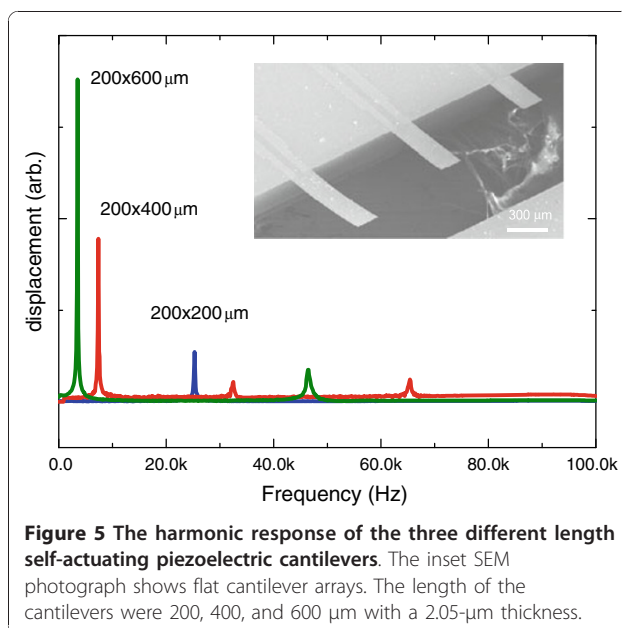 200x600 µm
200x400 µm
200x200 µm
300 µm
displacement (arb.)
0.0 20.0k 40.0k 60.0k 80.0k 100.0k
Frequency (Hz)
Figure 5 The harmonic response of the three different length
self-actuating piezoelectric cantilevers. The inset SEM
photograph shows flat cantilever arrays. The length of the
cantilevers were 200, 400, and 600 µm with a 2.05-µm thickness.